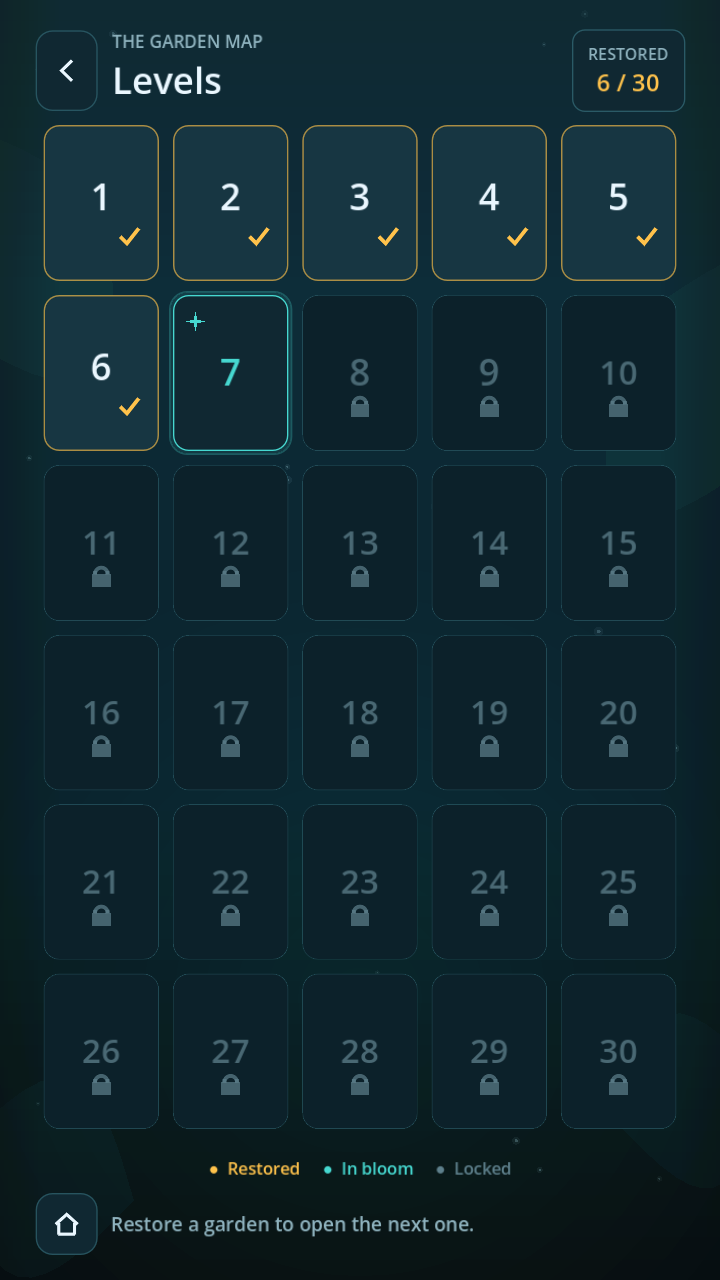 THE GARDEN MAP
Levels
RESTORED
6 / 30
1 2 3 4 5
6 7 8 9 10
11 12 13 14 15
16 17 18 19 20
21 22 23 24 25
26 27 28 29 30
Restored In bloom Locked
Restore a garden to open the next one.